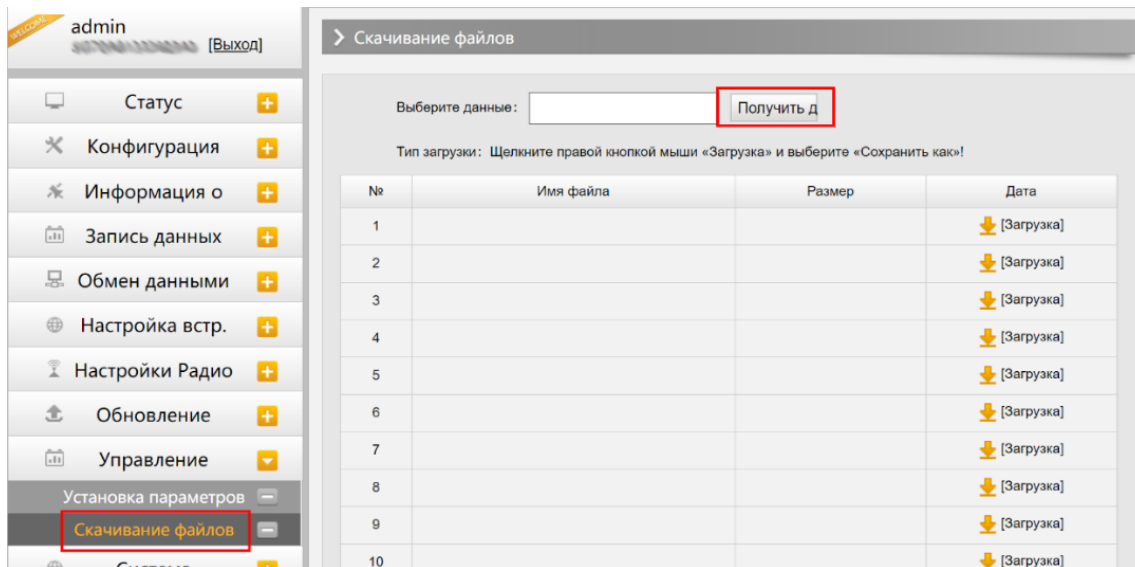 WELCOME
admin
[Выход]
Статус
Конфигурация
Информация о
Запись данных
Обмен данными
Настройка встр.
Настройки Радио
Обновление
Управление
Установка параметров
Скачивание файлов
Система
Скачивание файлов
Выберите данные:
Получить д
Тип загрузки: Щелкните правой кнопкой мыши «Загрузка» и выберите «Сохранить как»!
№ Имя файла Размер Дата
1 [Загрузка]
2 [Загрузка]
3 [Загрузка]
4 [Загрузка]
5 [Загрузка]
6 [Загрузка]
7 [Загрузка]
8 [Загрузка]
9 [Загрузка]
10 [Загрузка]